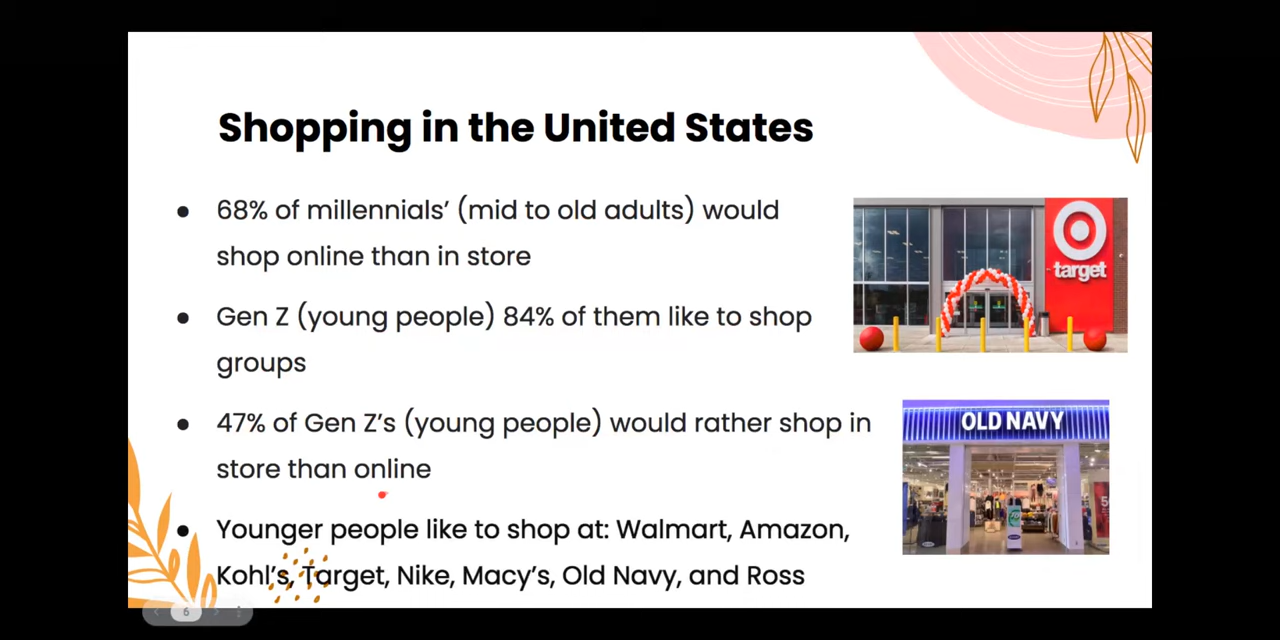 Shopping in the United States
● 68% of millennials’ (mid to old adults) would
shop online than in store
● Gen Z (young people) 84% of them like to shop
groups
● 47% of Gen Z’s (young people) would rather shop in
store than online
● Younger people like to shop at: Walmart, Amazon,
Kohl’s, Target, Nike, Macy’s, Old Navy, and Ross
target
OLD NAVY
6